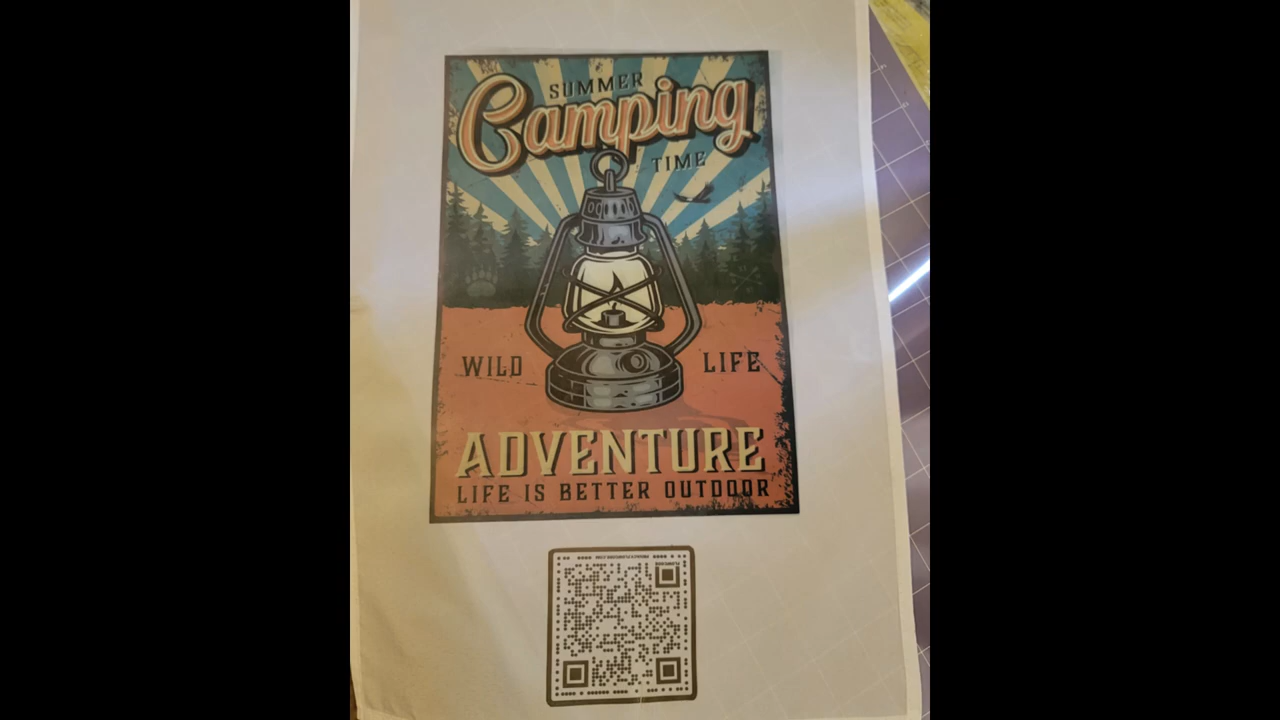 SUMMER
Camping
TIME
WILD LIFE
ADVENTURE
LIFE IS BETTER OUTDOOR